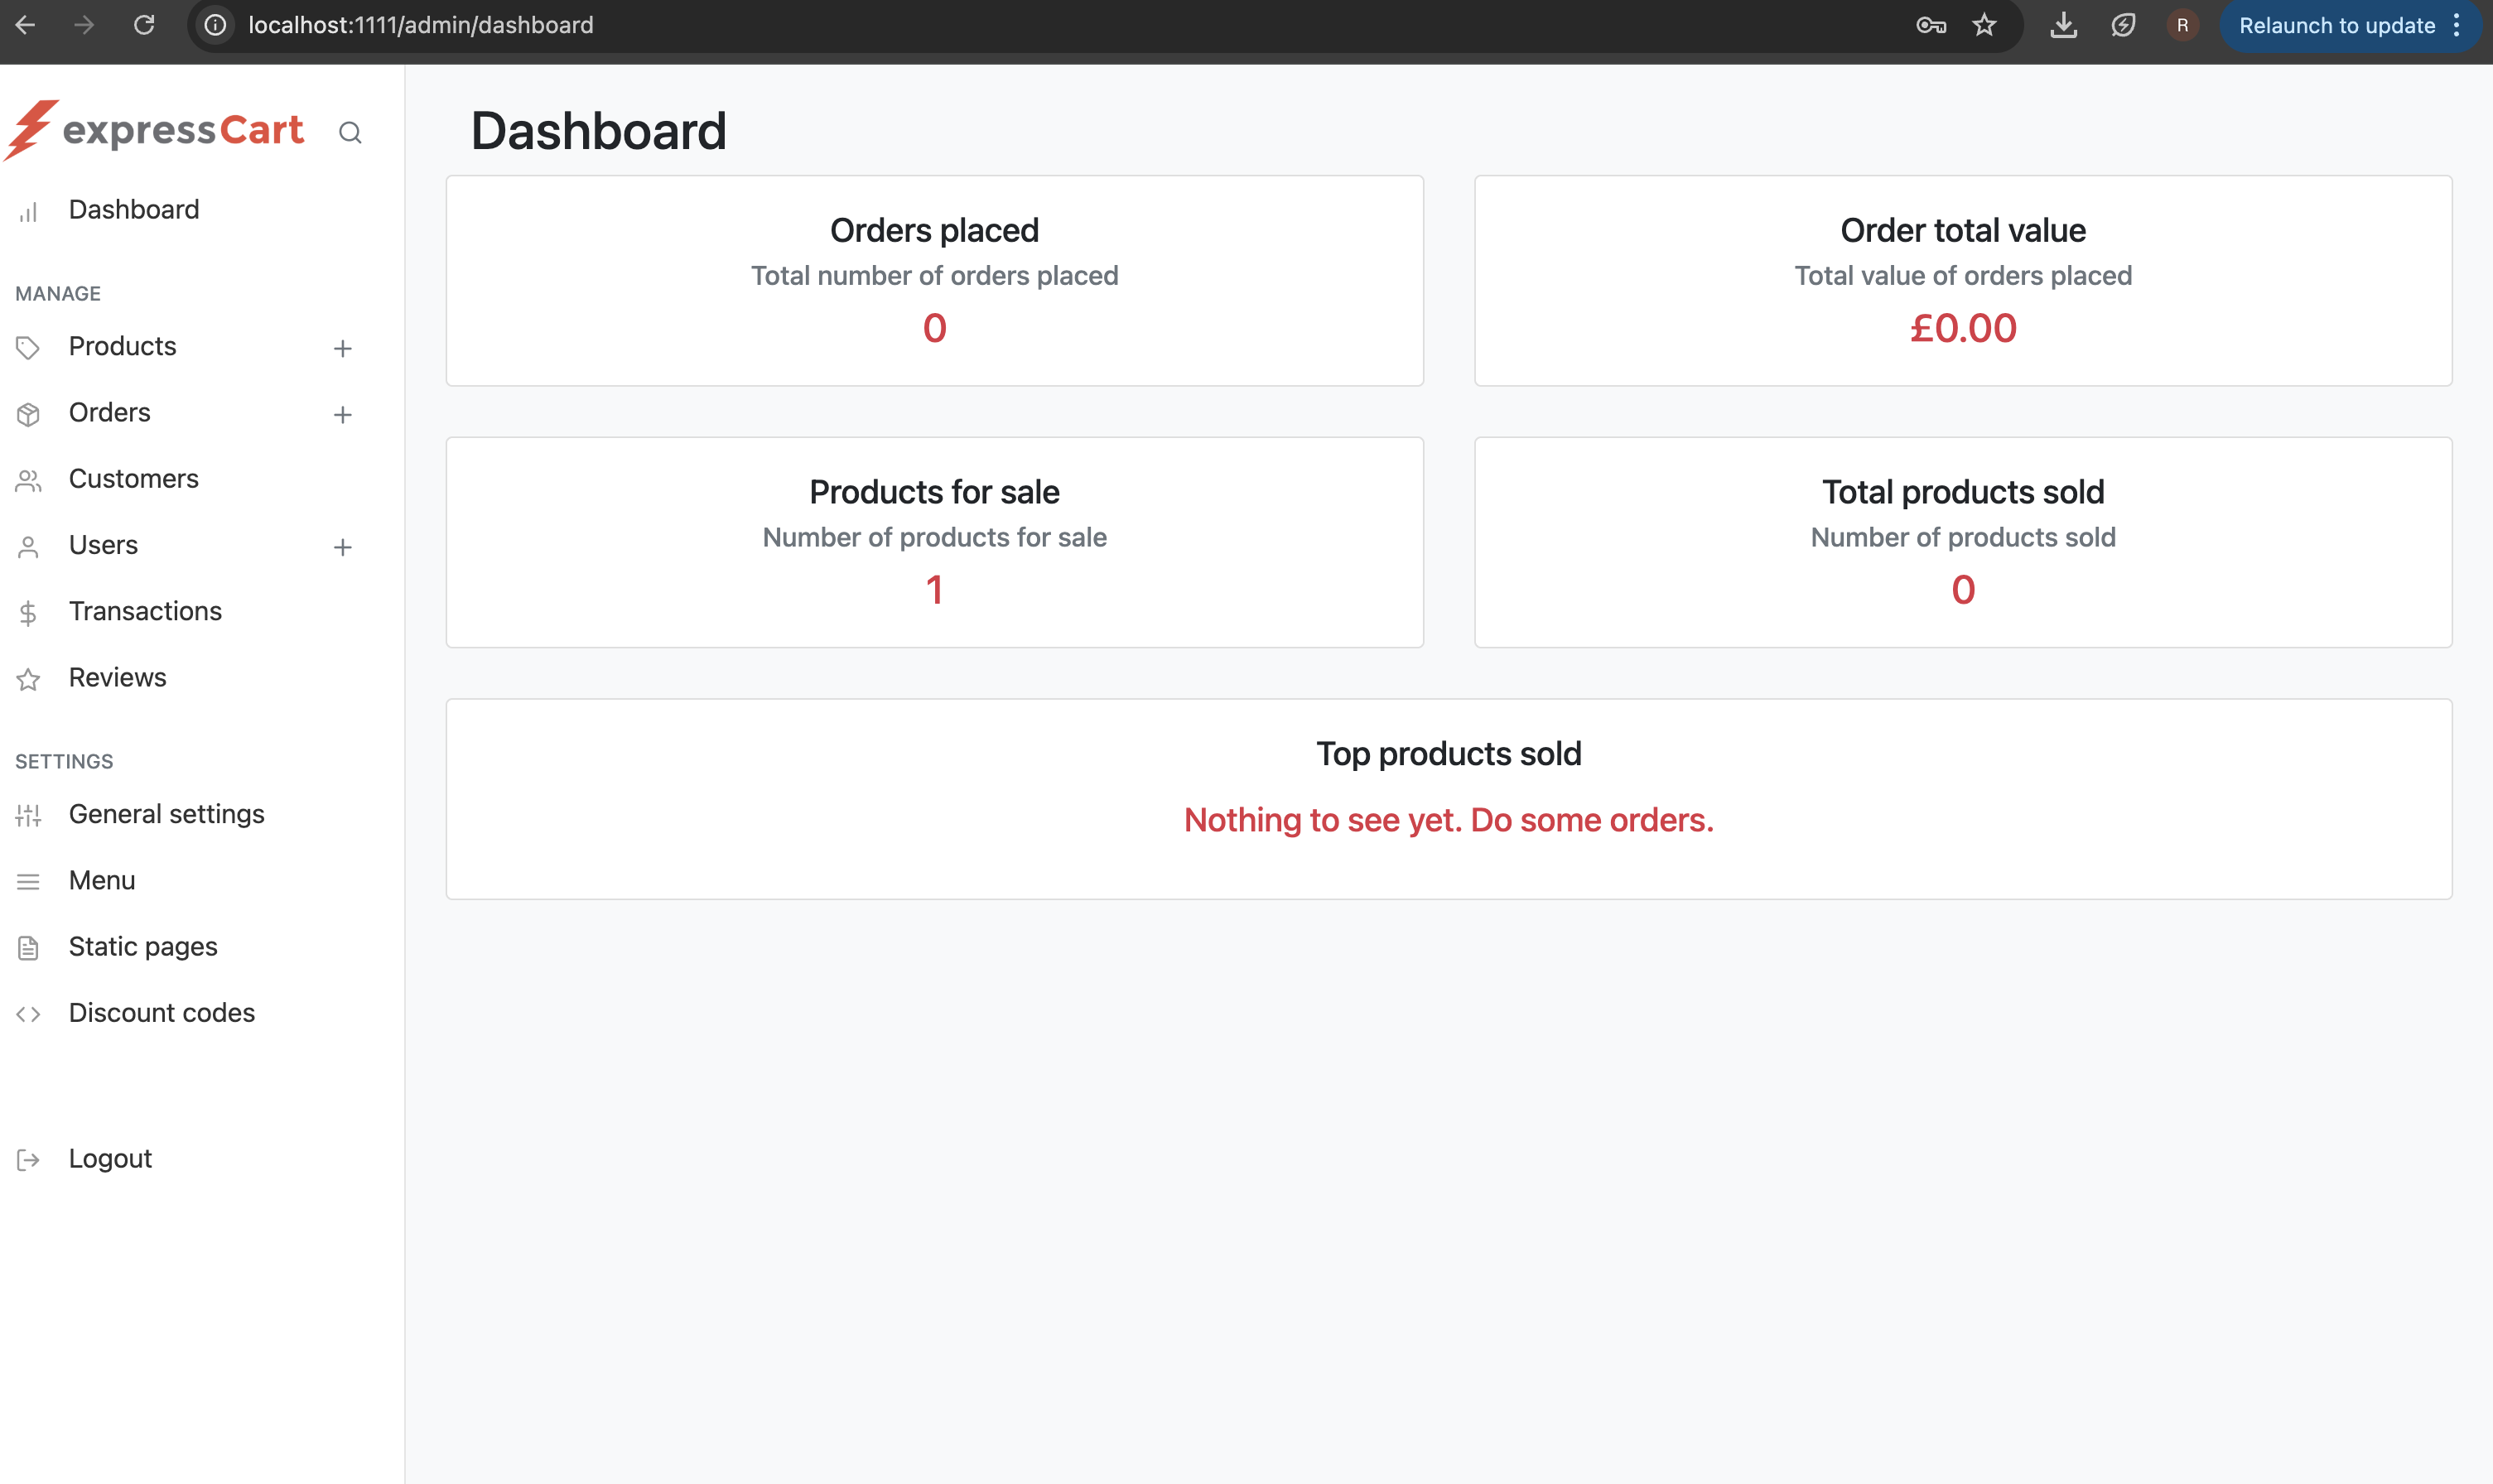 localhost:1111/admin/dashboard
R
Relaunch to update
expressCart
Dashboard
MANAGE
Products
Orders
Customers
Users
Transactions
Reviews
SETTINGS
General settings
Menu
Static pages
Discount codes
Logout
Dashboard
Orders placed
Total number of orders placed
0
Order total value
Total value of orders placed
£0.00
Products for sale
Number of products for sale
1
Total products sold
Number of products sold
0
Top products sold
Nothing to see yet. Do some orders.